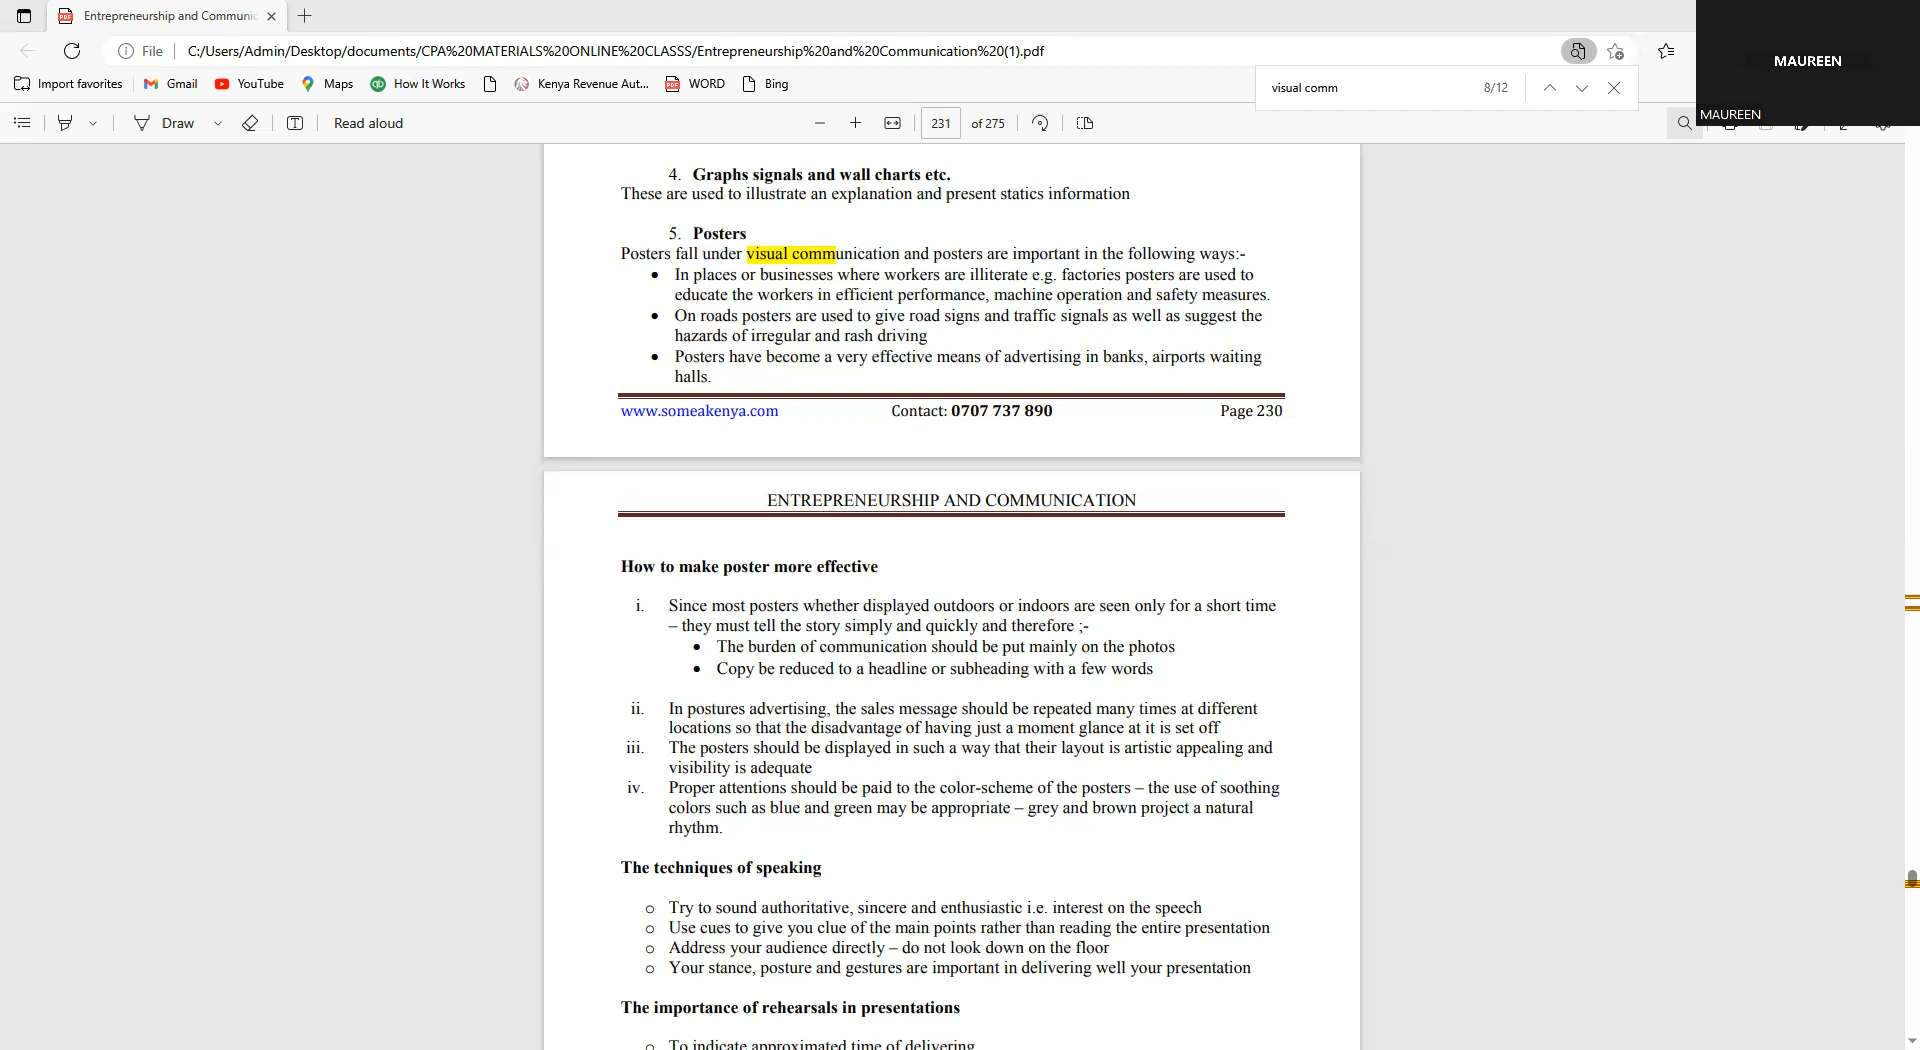 Entrepreneurship and Communic
File C:/Users/Admin/Desktop/documents/CPA%20MATERIALS%20ONLINE%20CLASSS/Entrepreneurship%20and%20Communication%20(1).pdf
MAUREEN
MAUREEN
Import favorites Gmail YouTube Maps How It Works Kenya Revenue Aut... WORD Bing
visual comm 8/12
Draw Read aloud 231 of 275
4. Graphs signals and wall charts etc.
These are used to illustrate an explanation and present statics information
5. Posters
Posters fall under visual communication and posters are important in the following ways:-
• In places or businesses where workers are illiterate e.g. factories posters are used to
educate the workers in efficient performance, machine operation and safety measures.
• On roads posters are used to give road signs and traffic signals as well as suggest the
hazards of irregular and rash driving
• Posters have become a very effective means of advertising in banks, airports waiting
halls.
www.someakenya.com Contact: 0707 737 890 Page 230
ENTREPRENEURSHIP AND COMMUNICATION
How to make poster more effective
i. Since most posters whether displayed outdoors or indoors are seen only for a short time
– they must tell the story simply and quickly and therefore ;-
• The burden of communication should be put mainly on the photos
• Copy be reduced to a headline or subheading with a few words
ii. In postures advertising, the sales message should be repeated many times at different
locations so that the disadvantage of having just a moment glance at it is set off
iii. The posters should be displayed in such a way that their layout is artistic appealing and
visibility is adequate
iv. Proper attentions should be paid to the color-scheme of the posters – the use of soothing
colors such as blue and green may be appropriate – grey and brown project a natural
rhythm.
The techniques of speaking
o Try to sound authoritative, sincere and enthusiastic i.e. interest on the speech
o Use cues to give you clue of the main points rather than reading the entire presentation
o Address your audience directly – do not look down on the floor
o Your stance, posture and gestures are important in delivering well your presentation
The importance of rehearsals in presentations
o To indicate approximated time of delivering